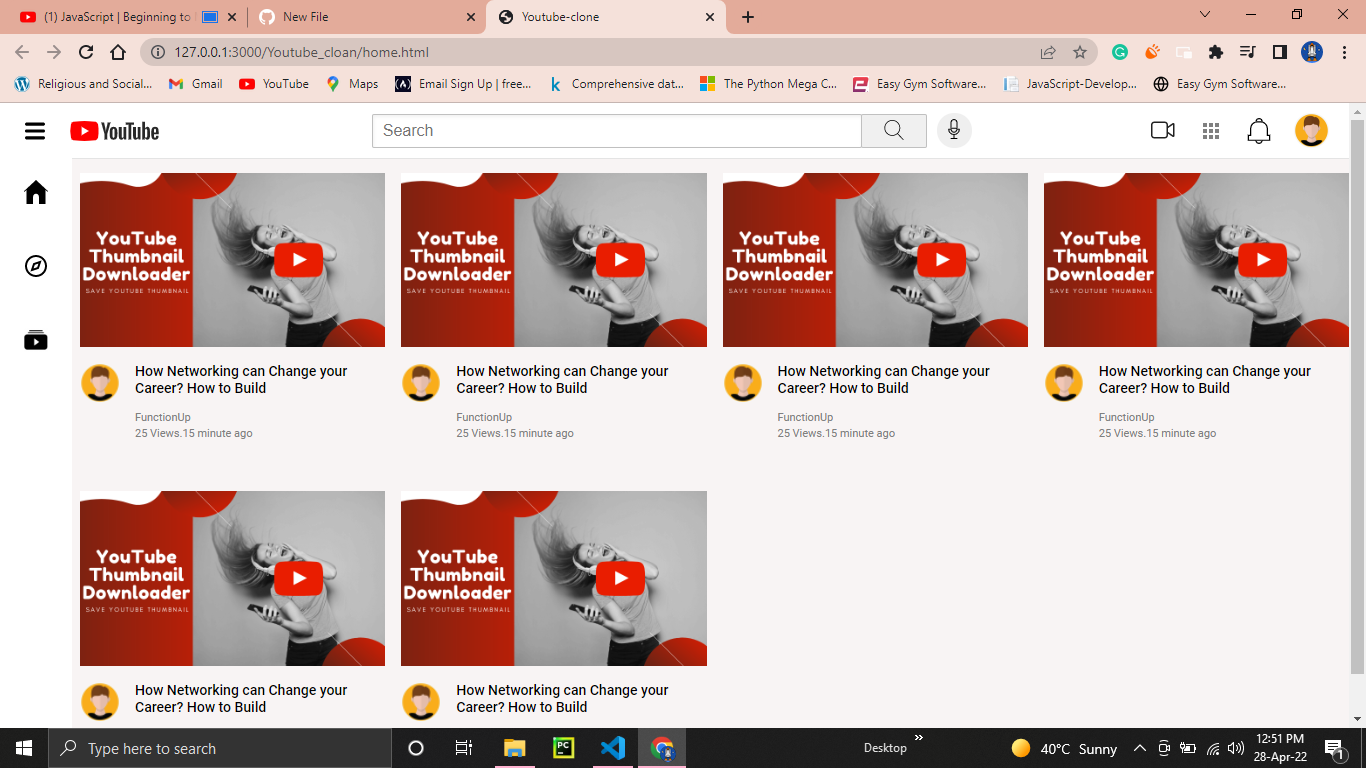 (1) JavaScript | Beginning to
New File
Youtube-clone
127.0.0.1:3000/Youtube_cloan/home.html
Religious and Social...
Gmail
YouTube
Maps
Email Sign Up | free...
Comprehensive dat...
The Python Mega C...
Easy Gym Software...
JavaScript-Develop...
Easy Gym Software...
YouTube
Search
YouTube
Thumbnail
Downloader
SAVE YOUTUBE THUMBNAIL
YouTube
Thumbnail
Downloader
SAVE YOUTUBE THUMBNAIL
YouTube
Thumbnail
Downloader
SAVE YOUTUBE THUMBNAIL
YouTube
Thumbnail
Downloader
SAVE YOUTUBE THUMBNAIL
How Networking can Change your
Career? How to Build
FunctionUp
25 Views.15 minute ago
How Networking can Change your
Career? How to Build
FunctionUp
25 Views.15 minute ago
How Networking can Change your
Career? How to Build
FunctionUp
25 Views.15 minute ago
How Networking can Change your
Career? How to Build
FunctionUp
25 Views.15 minute ago
YouTube
Thumbnail
Downloader
SAVE YOUTUBE THUMBNAIL
YouTube
Thumbnail
Downloader
SAVE YOUTUBE THUMBNAIL
How Networking can Change your
Career? How to Build
How Networking can Change your
Career? How to Build
Type here to search
PC
Desktop
40°C Sunny
12:51 PM
28-Apr-22
1